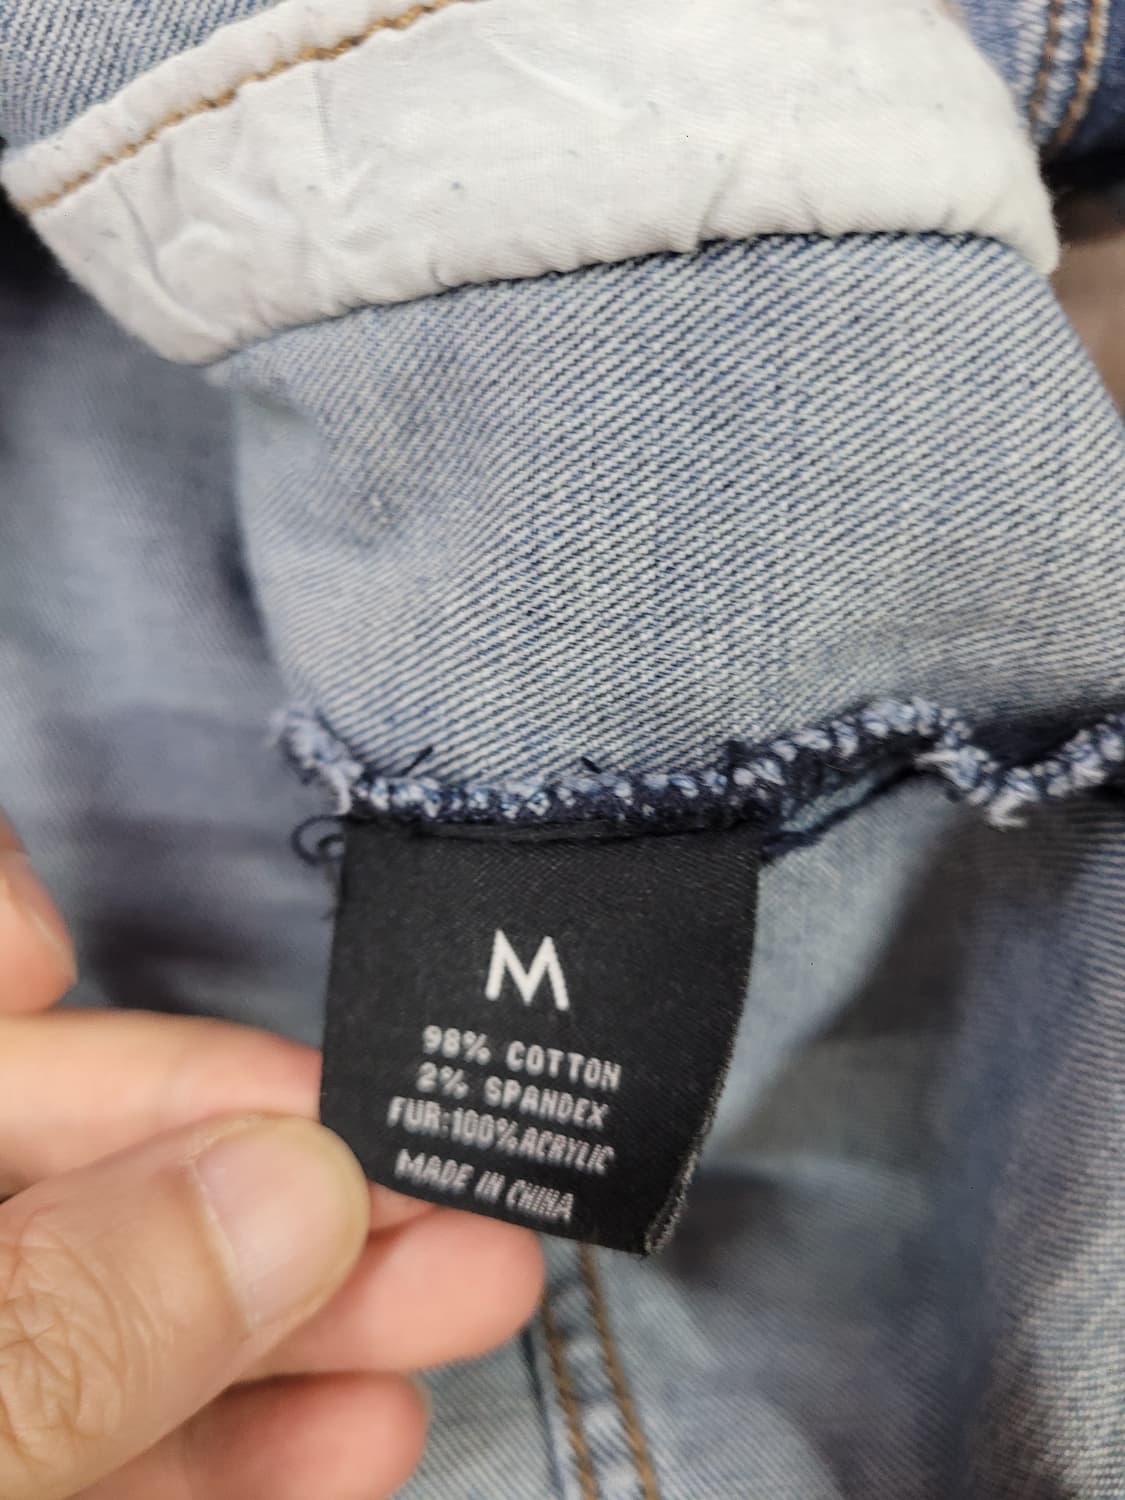 M
98% COTTON
2% SPANDEX
FUR:100%ACRYLIC
MADE IN CHINA